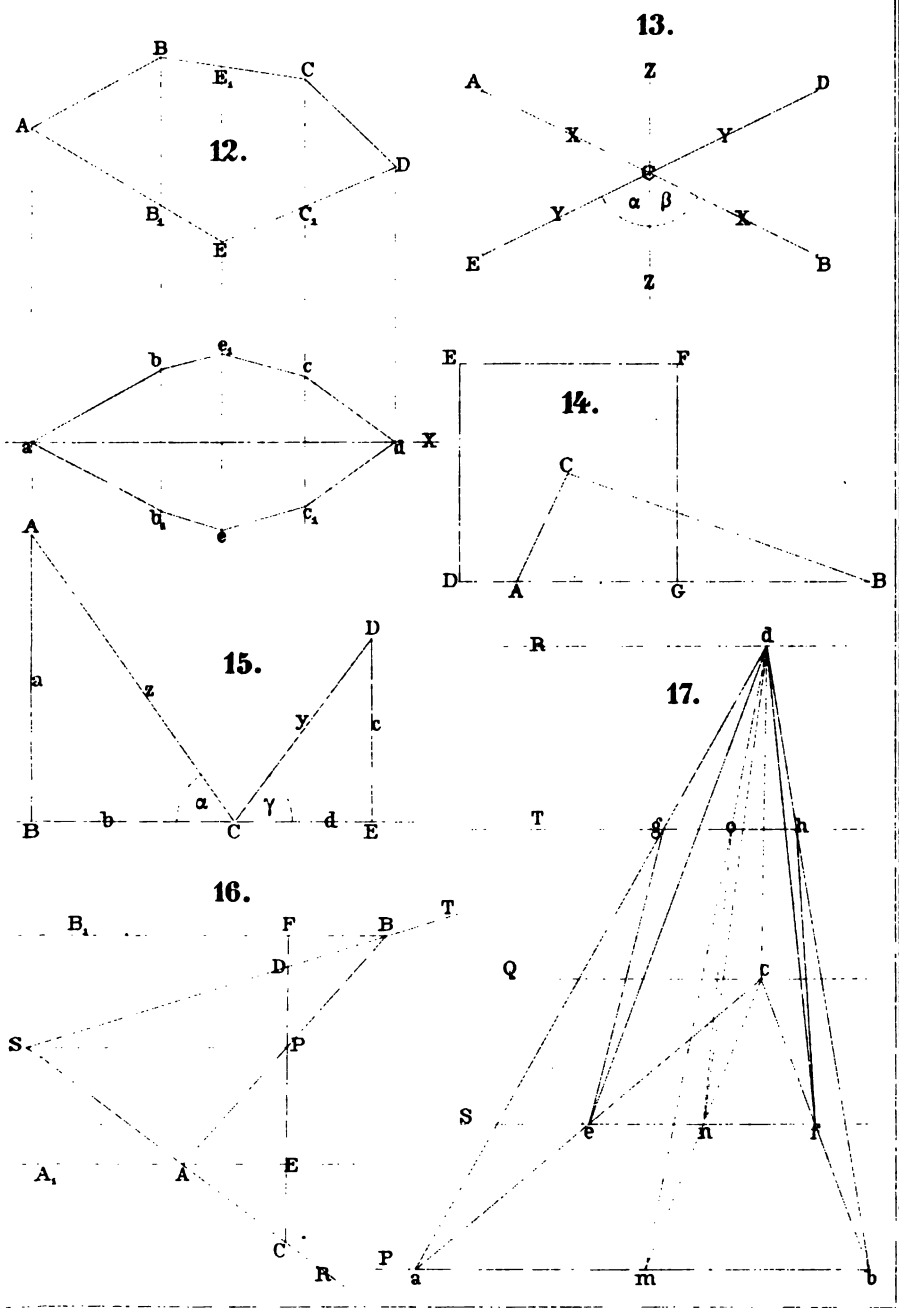 12.
B
E₁
C
A
D
B₁
C₁
E
e₁
b
c
a
d
X
b₁
c₁
e
13.
Z
A
D
X
Y
C
α
β
Y
X
E
B
Z
14.
E
F
C
D
A
G
B
15.
A
D
a
z
y
c
α
γ
B
b
C
d
E
16.
B₁
F
B
T
D
S
P
A₁
A
E
C
R
17.
R
d
T
g
o
h
Q
c
S
e
n
f
P
a
m
b